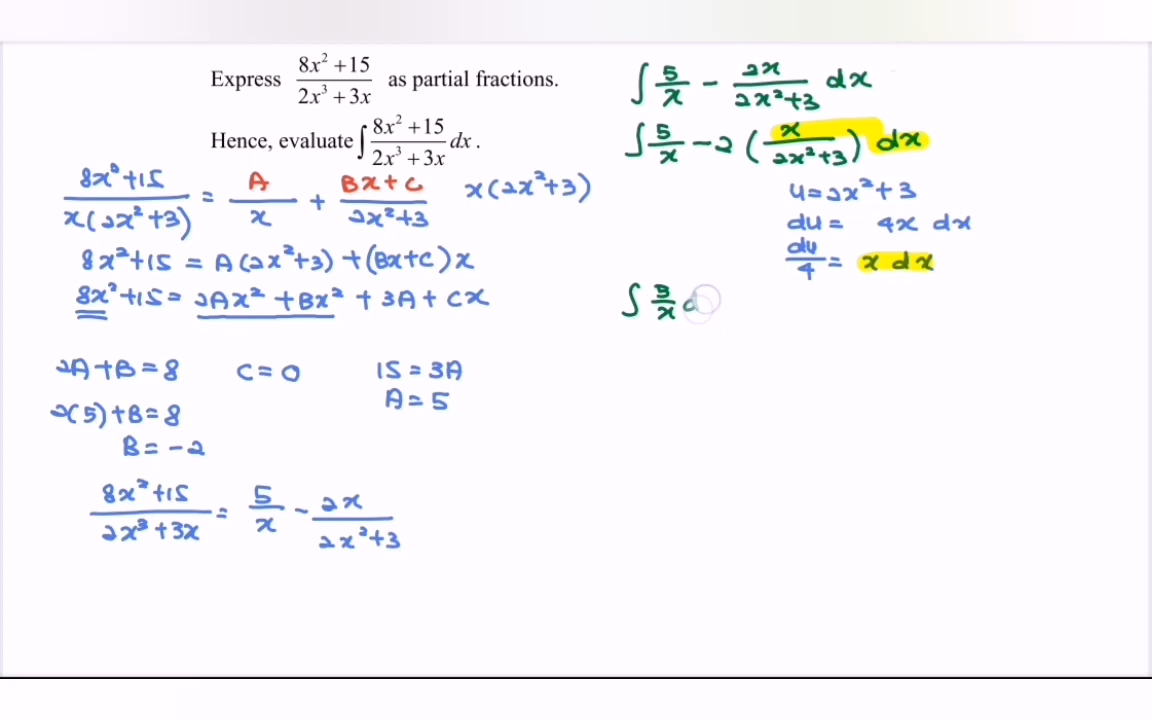 Express (8x² + 15)/(2x³ + 3x) as partial fractions.
Hence, evaluate ∫ (8x² + 15)/(2x³ + 3x) dx .
(8x² + 15)/(x(2x² + 3)) = A/x + (Bx + C)/(2x² + 3)   x(2x² + 3)
8x² + 15 = A(2x² + 3) + (Bx + C)x
8x² + 15 = 2Ax² + Bx² + 3A + Cx
2A + B = 8   C = 0   15 = 3A
A = 5
2(5) + B = 8
B = -2
(8x² + 15)/(2x³ + 3x) = 5/x - 2x/(2x² + 3)
∫ 5/x - 2x/(2x² + 3) dx
∫ 5/x - 2 (x/(2x² + 3)) dx
u = 2x² + 3
du = 4x dx
du/4 = x dx
∫ 5/x d